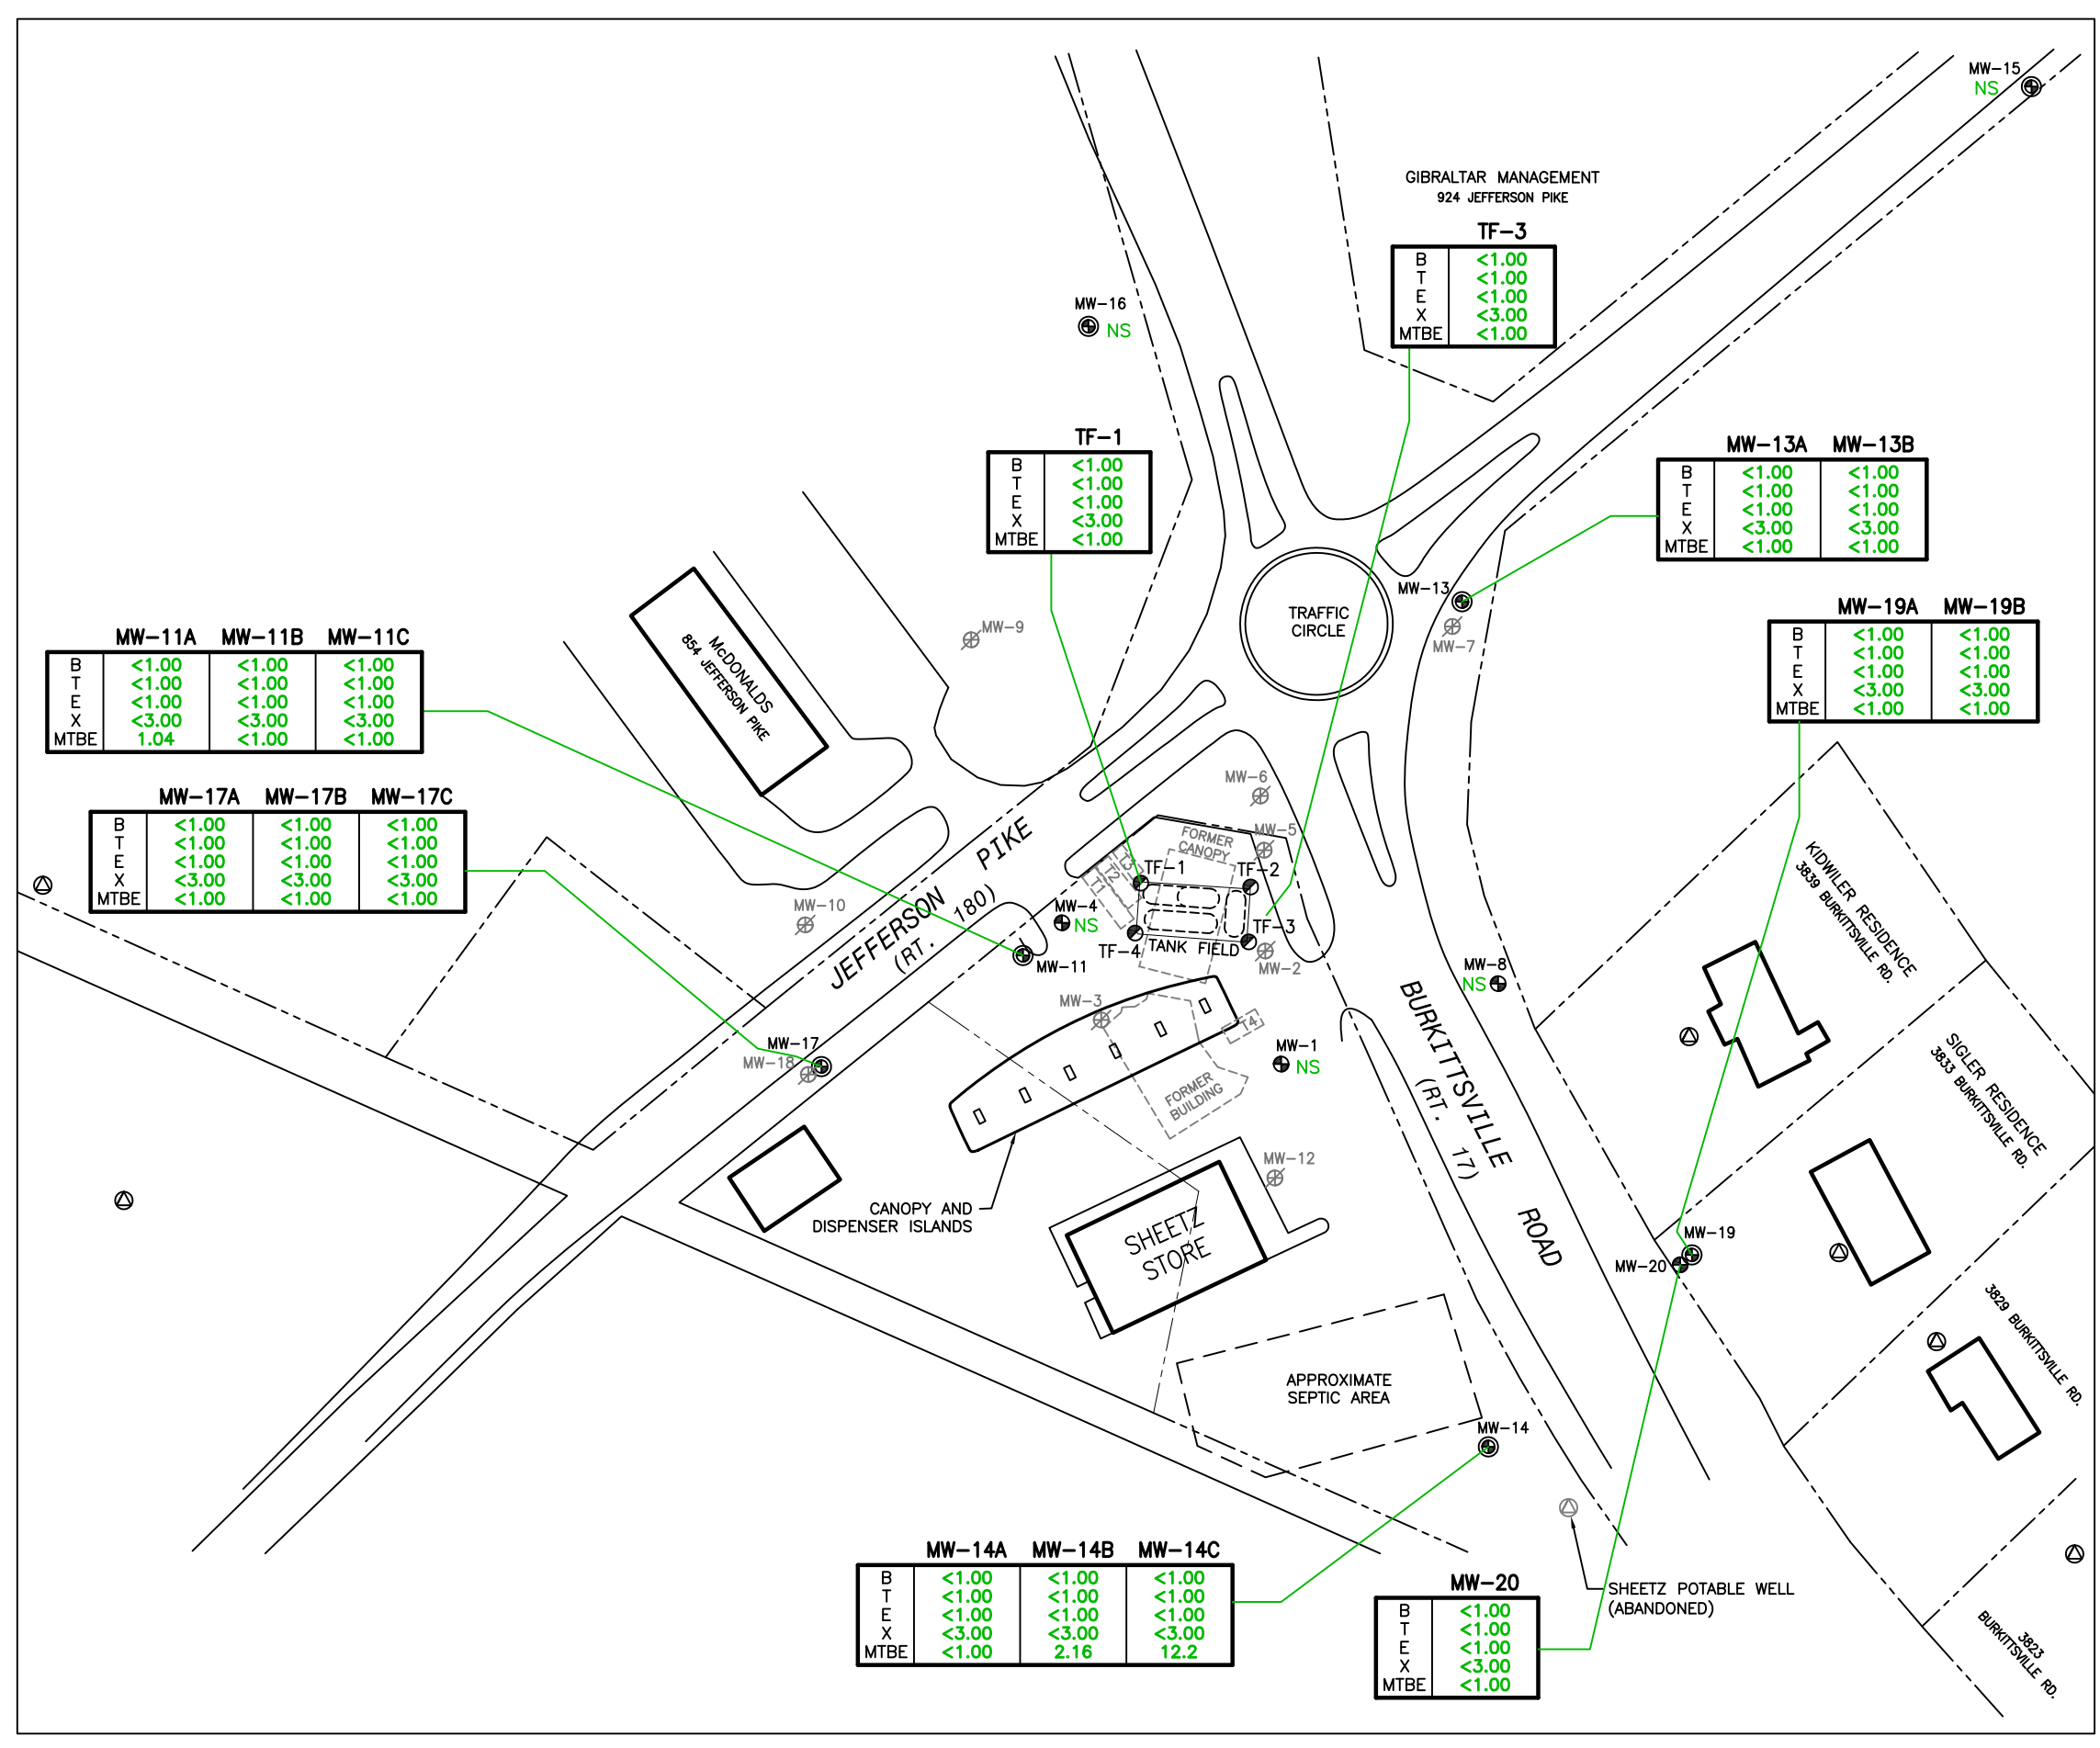 MW-15
NS
GIBRALTAR MANAGEMENT
924 JEFFERSON PIKE
TF-3
B <1.00
T <1.00
E <1.00
X <3.00
MTBE <1.00
MW-16
NS
TF-1
B <1.00
T <1.00
E <1.00
X <3.00
MTBE <1.00
MW-13A MW-13B
B <1.00 <1.00
T <1.00 <1.00
E <1.00 <1.00
X <3.00 <3.00
MTBE <1.00 <1.00
MW-13
MW-7
TRAFFIC
CIRCLE
MW-9
McDONALDS
854 JEFFERSON PIKE
MW-19A MW-19B
B <1.00 <1.00
T <1.00 <1.00
E <1.00 <1.00
X <3.00 <3.00
MTBE <1.00 <1.00
MW-11A MW-11B MW-11C
B <1.00 <1.00 <1.00
T <1.00 <1.00 <1.00
E <1.00 <1.00 <1.00
X <3.00 <3.00 <3.00
MTBE 1.04 <1.00 <1.00
MW-17A MW-17B MW-17C
B <1.00 <1.00 <1.00
T <1.00 <1.00 <1.00
E <1.00 <1.00 <1.00
X <3.00 <3.00 <3.00
MTBE <1.00 <1.00 <1.00
MW-6
MW-5
FORMER
CANOPY
T3
T2
T1
TF-1
TF-2
MW-4
NS
TF-3
TF-4
TANK FIELD
MW-2
MW-10
JEFFERSON PIKE
(RT. 180)
MW-11
MW-3
T4
MW-8
NS
KIDWILER RESIDENCE
3839 BURKITTSVILLE RD.
MW-17
MW-18
MW-1
NS
FORMER
BUILDING
BURKITTSVILLE ROAD
(RT. 17)
SIGLER RESIDENCE
3833 BURKITTSVILLE RD.
MW-12
CANOPY AND
DISPENSER ISLANDS
SHEETZ
STORE
MW-19
MW-20
3829 BURKITTSVILLE RD.
APPROXIMATE
SEPTIC AREA
MW-14
MW-14A MW-14B MW-14C
B <1.00 <1.00 <1.00
T <1.00 <1.00 <1.00
E <1.00 <1.00 <1.00
X <3.00 <3.00 <3.00
MTBE <1.00 2.16 12.2
MW-20
B <1.00
T <1.00
E <1.00
X <3.00
MTBE <1.00
SHEETZ POTABLE WELL
(ABANDONED)
3823
BURKITTSVILLE RD.